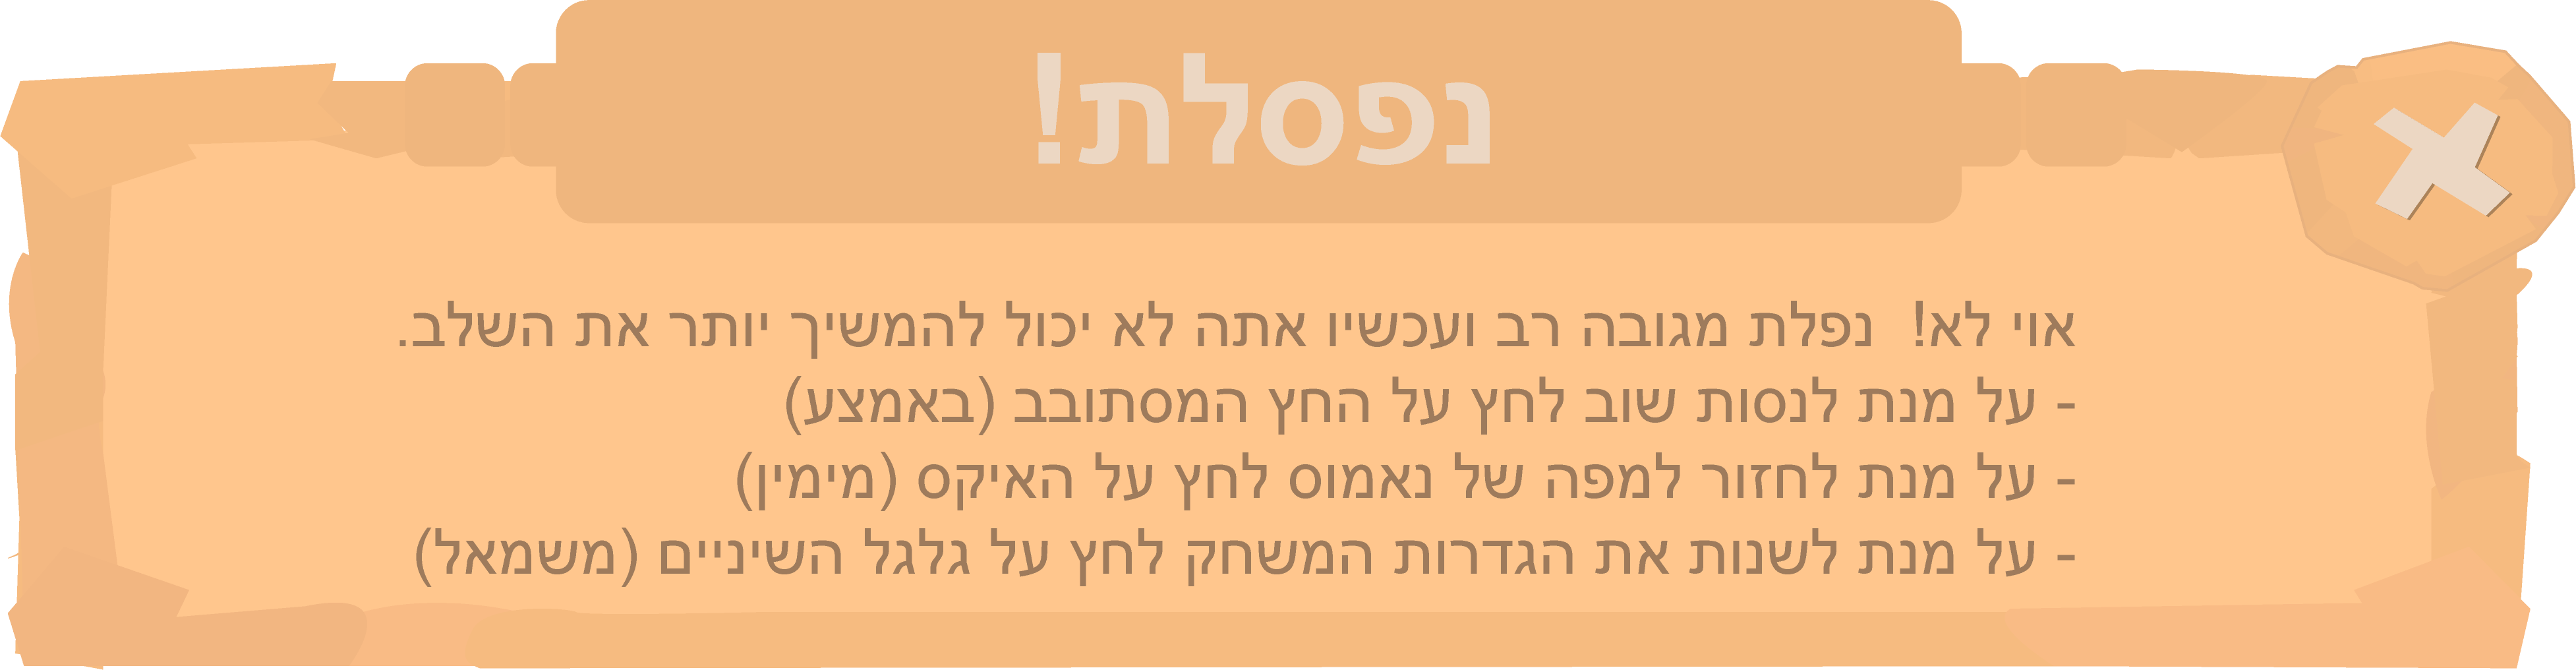 נפסלת!
אוי לא!  נפלת מגובה רב ועכשיו אתה לא יכול להמשיך יותר את השלב.
- על מנת לנסות שוב לחץ על החץ המסתובב (באמצע)
- על מנת לחזור למפה של נאמוס לחץ על האיקס (מימין)
- על מנת לשנות את הגדרות המשחק לחץ על גלגל השיניים (משמאל)